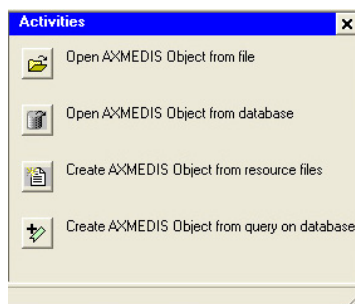 Activities
Open AXMEDIS Object from file
Open AXMEDIS Object from database
Create AXMEDIS Object from resource files
Create AXMEDIS Object from query on database